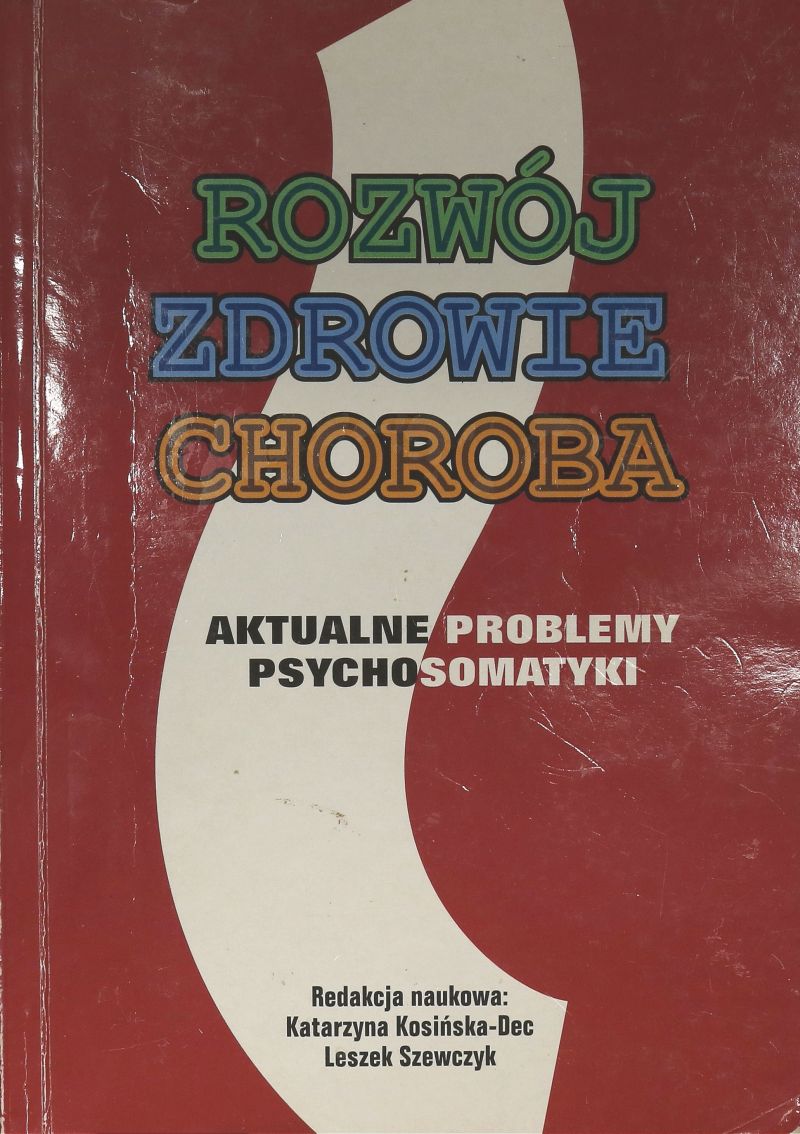 ROZWÓJ
ZDROWIE
CHOROBA
AKTUALNE PROBLEMY
PSYCHOSOMATYKI
Redakcja naukowa:
Katarzyna Kosińska-Dec
Leszek Szewczyk